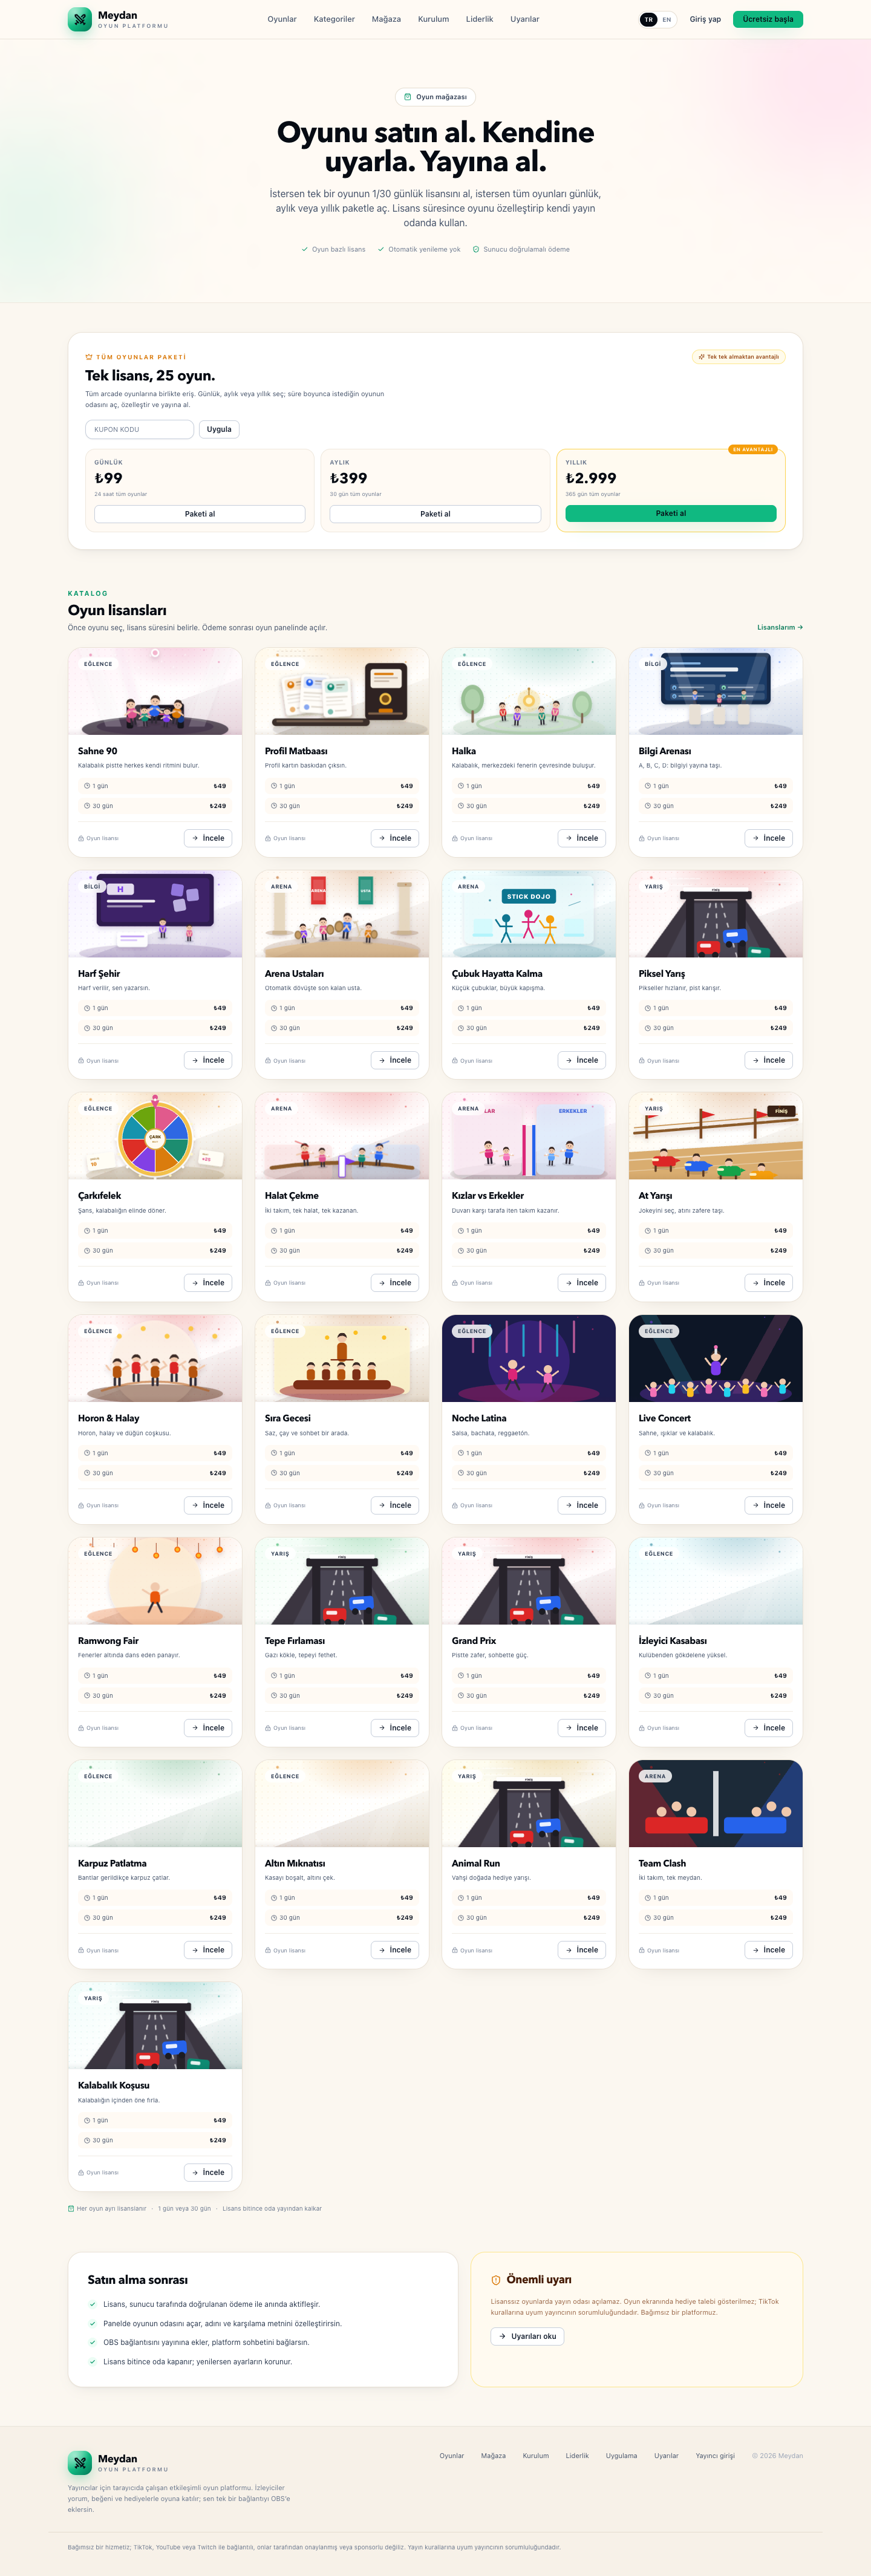 Meydan
OYUN PLATFORMU
Oyunlar
Kategoriler
Mağaza
Kurulum
Liderlik
Uyarılar
TR EN
Giriş yap
Ücretsiz başla
Oyun mağazası
Oyunu satın al. Kendine
uyarla. Yayına al.
İstersen tek bir oyunun 1/30 günlük lisansını al, istersen tüm oyunları günlük,
aylık veya yıllık paketle aç. Lisans süresince oyunu özelleştirip kendi yayın
odanda kullan.
Oyun bazlı lisans
Otomatik yenileme yok
Sunucu doğrulamalı ödeme
TÜM OYUNLAR PAKETİ
Tek tek almaktan avantajlı
Tek lisans, 25 oyun.
Tüm arcade oyunlarına birlikte eriş. Günlük, aylık veya yıllık seç; süre boyunca istediğin oyunun
odasını aç, özelleştir ve yayına al.
KUPON KODU
Uygula
GÜNLÜK
₺99
24 saat tüm oyunlar
Paketi al
AYLIK
₺399
30 gün tüm oyunlar
Paketi al
EN AVANTAJLI
YILLIK
₺2.999
365 gün tüm oyunlar
Paketi al
KATALOG
Oyun lisansları
Önce oyunu seç, lisans süresini belirle. Ödeme sonrası oyun panelinde açılır.
Lisanslarım →
EĞLENCE
Sahne 90
Kalabalık pistte herkes kendi ritmini bulur.
1 gün ₺49
30 gün ₺249
Oyun lisansı
İncele
EĞLENCE
Profil Matbaası
Profil kartın baskıdan çıksın.
1 gün ₺49
30 gün ₺249
Oyun lisansı
İncele
EĞLENCE
Halka
Kalabalık, merkezdeki fenerin çevresinde buluşur.
1 gün ₺49
30 gün ₺249
Oyun lisansı
İncele
BİLGİ
Bilgi Arenası
A, B, C, D: bilgiyi yayına taşı.
1 gün ₺49
30 gün ₺249
Oyun lisansı
İncele
BİLGİ
H
Harf Şehir
Harf verilir, sen yazarsın.
1 gün ₺49
30 gün ₺249
Oyun lisansı
İncele
ARENA
ARENA
USTA
Arena Ustaları
Otomatik dövüşte son kalan usta.
1 gün ₺49
30 gün ₺249
Oyun lisansı
İncele
ARENA
STICK DOJO
Çubuk Hayatta Kalma
Küçük çubuklar, büyük kapışma.
1 gün ₺49
30 gün ₺249
Oyun lisansı
İncele
YARIŞ
Piksel Yarış
Pikseller hızlanır, pist karışır.
1 gün ₺49
30 gün ₺249
Oyun lisansı
İncele
EĞLENCE
ÇARK
10
Çarkıfelek
Şans, kalabalığın elinde döner.
1 gün ₺49
30 gün ₺249
Oyun lisansı
İncele
ARENA
Halat Çekme
İki takım, tek halat, tek kazanan.
1 gün ₺49
30 gün ₺249
Oyun lisansı
İncele
ARENA
LAR
ERKEKLER
Kızlar vs Erkekler
Duvarı karşı tarafa iten takım kazanır.
1 gün ₺49
30 gün ₺249
Oyun lisansı
İncele
YARIŞ
FİNİŞ
At Yarışı
Jokeyini seç, atını zafere taşı.
1 gün ₺49
30 gün ₺249
Oyun lisansı
İncele
EĞLENCE
Horon & Halay
Horon, halay ve düğün coşkusu.
1 gün ₺49
30 gün ₺249
Oyun lisansı
İncele
EĞLENCE
Sıra Gecesi
Saz, çay ve sohbet bir arada.
1 gün ₺49
30 gün ₺249
Oyun lisansı
İncele
EĞLENCE
Noche Latina
Salsa, bachata, reggaetón.
1 gün ₺49
30 gün ₺249
Oyun lisansı
İncele
EĞLENCE
Live Concert
Sahne, ışıklar ve kalabalık.
1 gün ₺49
30 gün ₺249
Oyun lisansı
İncele
EĞLENCE
Ramwong Fair
Fenerler altında dans eden panayır.
1 gün ₺49
30 gün ₺249
Oyun lisansı
İncele
YARIŞ
Tepe Fırlaması
Gazı kökle, tepeyi fethet.
1 gün ₺49
30 gün ₺249
Oyun lisansı
İncele
YARIŞ
Grand Prix
Pistte zafer, sohbette güç.
1 gün ₺49
30 gün ₺249
Oyun lisansı
İncele
EĞLENCE
İzleyici Kasabası
Kulübenden gökdelene yüksel.
1 gün ₺49
30 gün ₺249
Oyun lisansı
İncele
EĞLENCE
Karpuz Patlatma
Bantlar gerildikçe karpuz çatlar.
1 gün ₺49
30 gün ₺249
Oyun lisansı
İncele
EĞLENCE
Altın Mıknatısı
Kasayı boşalt, altını çek.
1 gün ₺49
30 gün ₺249
Oyun lisansı
İncele
YARIŞ
Animal Run
Vahşi doğada hediye yarışı.
1 gün ₺49
30 gün ₺249
Oyun lisansı
İncele
ARENA
Team Clash
İki takım, tek meydan.
1 gün ₺49
30 gün ₺249
Oyun lisansı
İncele
YARIŞ
Kalabalık Koşusu
Kalabalığın içinden öne fırla.
1 gün ₺49
30 gün ₺249
Oyun lisansı
İncele
Her oyun ayrı lisanslanır · 1 gün veya 30 gün · Lisans bitince oda yayından kalkar
Satın alma sonrası
Lisans, sunucu tarafında doğrulanan ödeme ile anında aktifleşir.
Panelde oyunun odasını açar, adını ve karşılama metnini özelleştirirsin.
OBS bağlantısını yayınına ekler, platform sohbetini bağlarsın.
Lisans bitince oda kapanır; yenilersen ayarların korunur.
Önemli uyarı
Lisanssız oyunlarda yayın odası açılamaz. Oyun ekranında hediye talebi gösterilmez; TikTok
kurallarına uyum yayıncının sorumluluğundadır. Bağımsız bir platformuz.
Uyarıları oku
Meydan
OYUN PLATFORMU
Yayıncılar için tarayıcıda çalışan etkileşimli oyun platformu. İzleyiciler
yorum, beğeni ve hediyelerle oyuna katılır; sen tek bir bağlantıyı OBS'e
eklersin.
Oyunlar
Mağaza
Kurulum
Liderlik
Uygulama
Uyarılar
Yayıncı girişi
© 2026 Meydan
Bağımsız bir hizmetiz; TikTok, YouTube veya Twitch ile bağlantılı, onlar tarafından onaylanmış veya sponsorlu değiliz. Yayın kurallarına uyum yayıncının sorumluluğundadır.